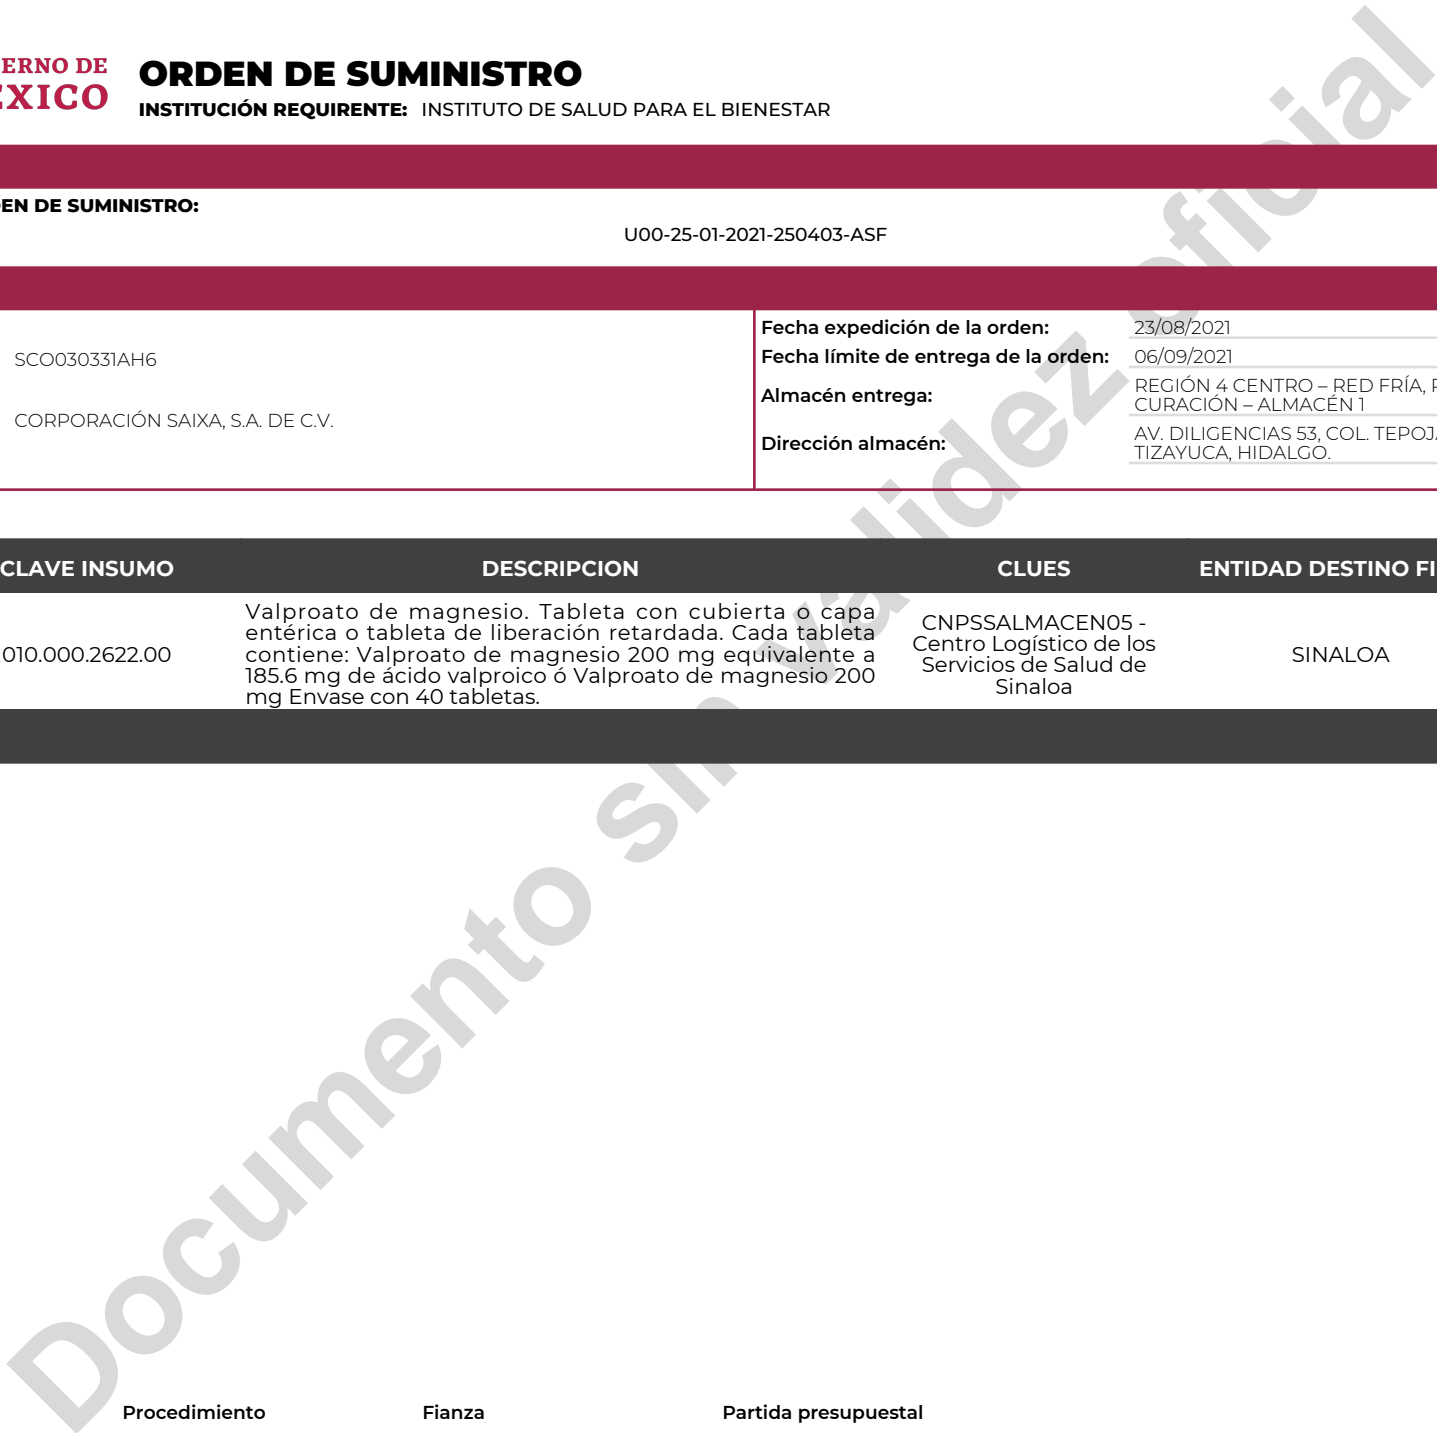 ERNO DE
EXICO
ORDEN DE SUMINISTRO
INSTITUCIÓN REQUIRENTE: INSTITUTO DE SALUD PARA EL BIENESTAR
EN DE SUMINISTRO:
U00-25-01-2021-250403-ASF
SCO030331AH6
CORPORACIÓN SAIXA, S.A. DE C.V.
Fecha expedición de la orden: 23/08/2021
Fecha límite de entrega de la orden: 06/09/2021
Almacén entrega: REGIÓN 4 CENTRO – RED FRÍA,
CURACIÓN – ALMACÉN 1
Dirección almacén: AV. DILIGENCIAS 53, COL. TEPOJ
TIZAYUCA, HIDALGO.
CLAVE INSUMO DESCRIPCION CLUES ENTIDAD DESTINO FI
010.000.2622.00
Valproato de magnesio. Tableta con cubierta o capa
entérica o tableta de liberación retardada. Cada tableta
contiene: Valproato de magnesio 200 mg equivalente a
185.6 mg de ácido valproico ó Valproato de magnesio 200
mg Envase con 40 tabletas.
CNPSSALMACEN05 -
Centro Logístico de los
Servicios de Salud de
Sinaloa
SINALOA
Documento sin validez oficial
Procedimiento Fianza Partida presupuestal